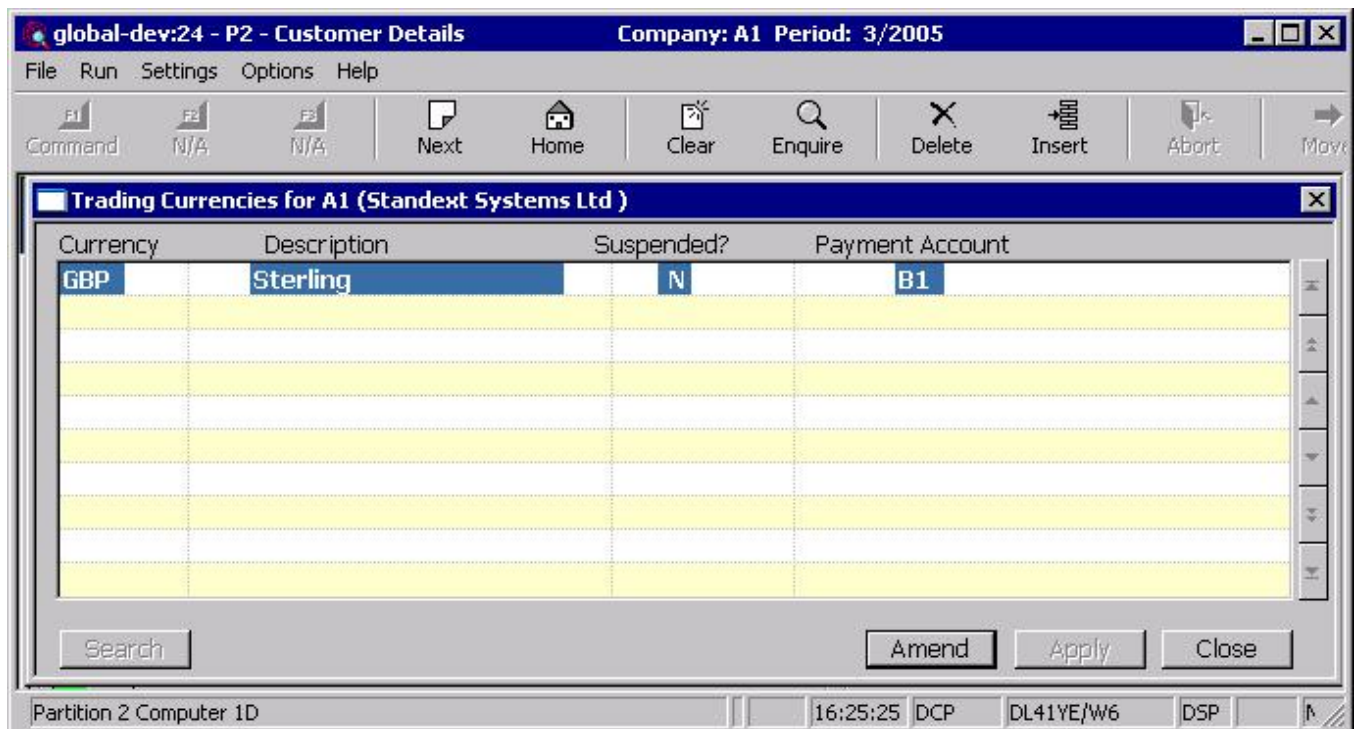 global-dev:24 - P2 - Customer Details Company: A1 Period: 3/2005
File Run Settings Options Help
F1 F2 F3
Command N/A N/A Next Home Clear Enquire Delete Insert Abort Move
Trading Currencies for A1 (Standext Systems Ltd )
Currency Description Suspended? Payment Account
GBP Sterling N B1
Search Amend Apply Close
Partition 2 Computer 1D 16:25:25 DCP DL41YE/W6 DSP